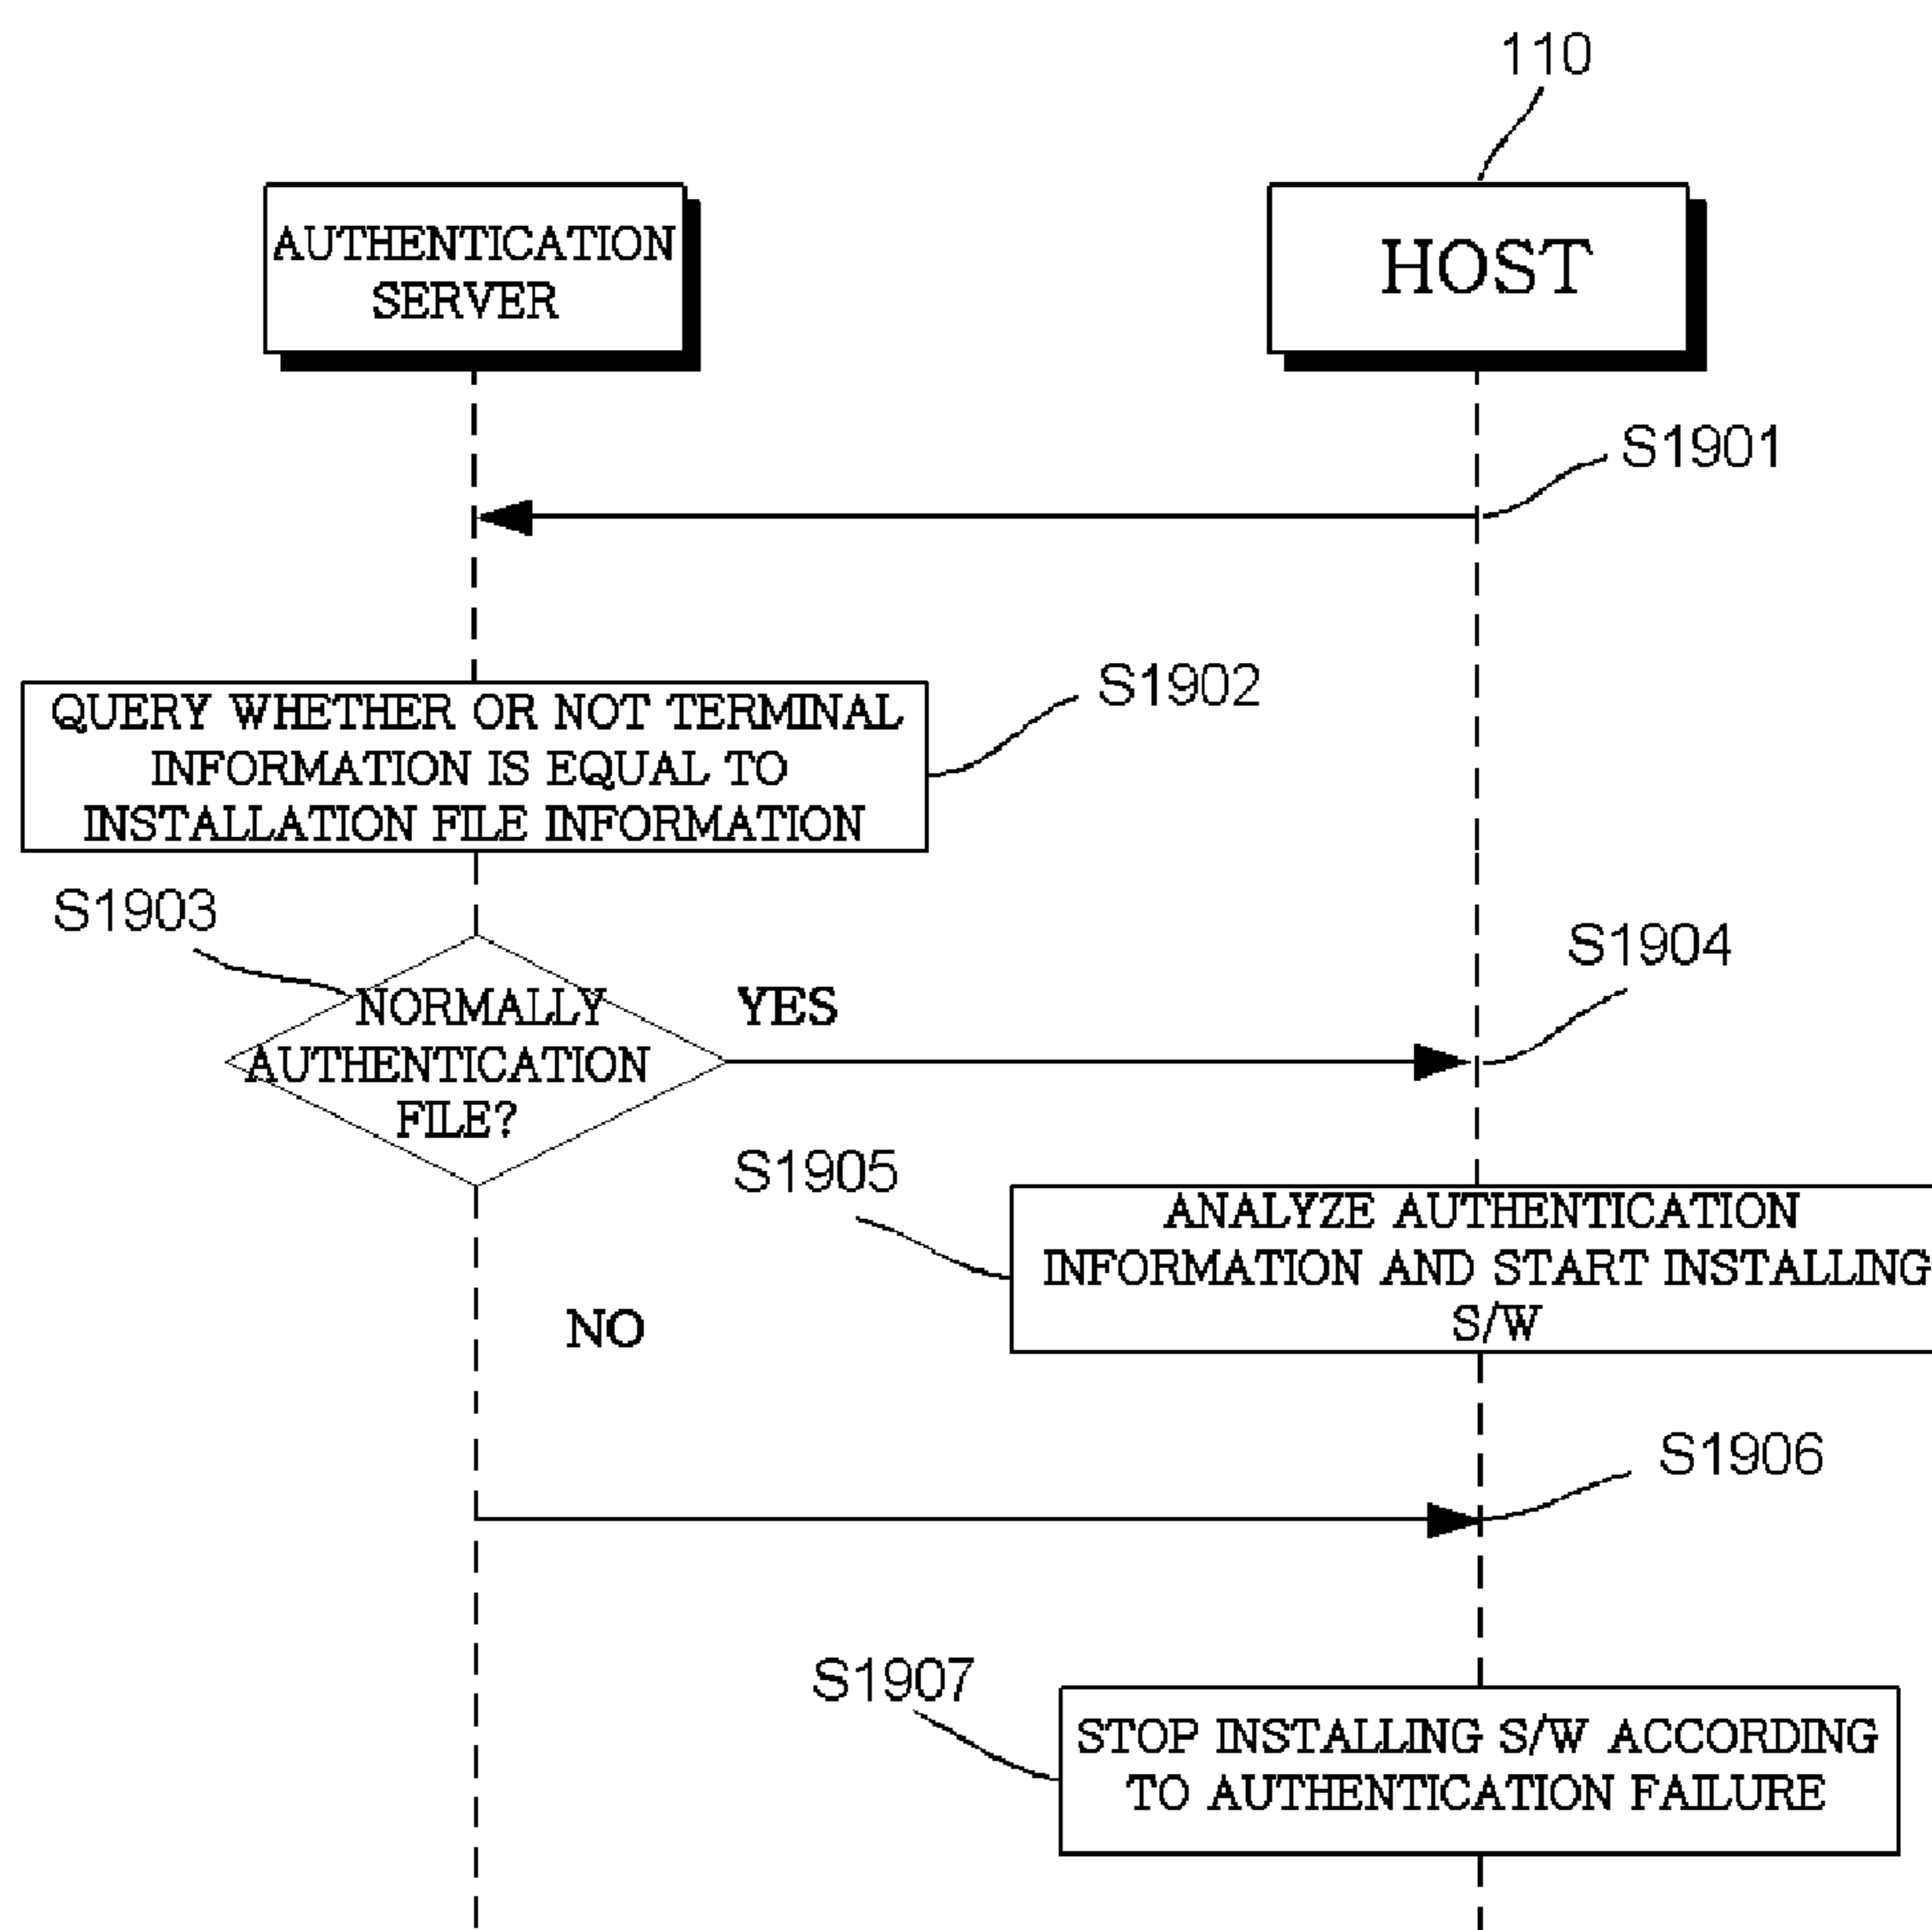 110
AUTHENTICATION
SERVER
HOST
S1901
S1902
QUERY WHETHER OR NOT TERMINAL
INFORMATION IS EQUAL TO
INSTALLATION FILE INFORMATION
S1903
S1904
NORMALLY
AUTHENTICATION
FILE?
YES
S1905
ANALYZE AUTHENTICATION
INFORMATION AND START INSTALLING
S/W
NO
S1906
S1907
STOP INSTALLING S/W ACCORDING
TO AUTHENTICATION FAILURE